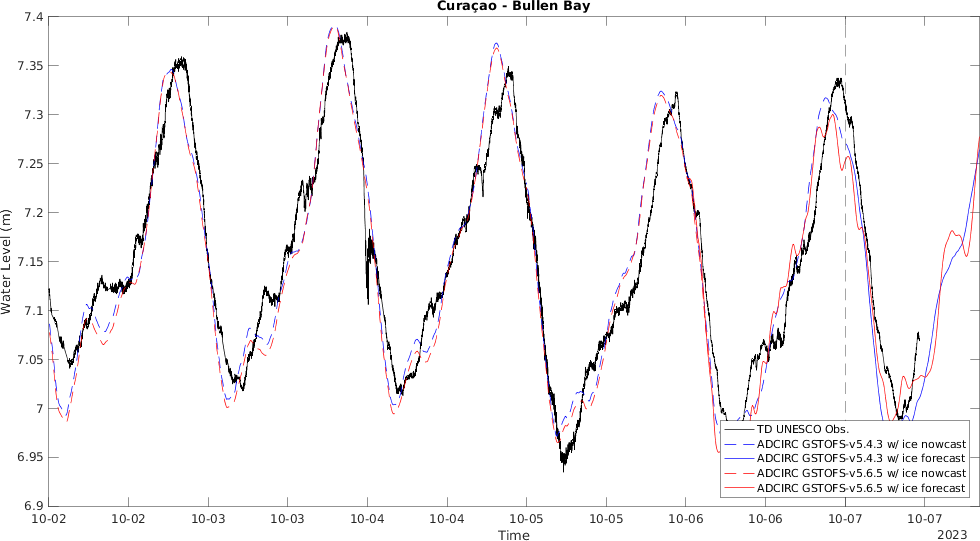 Curaçao - Bullen Bay
7.4
7.35
7.3
7.25
7.2
7.15
7.1
7.05
7
6.95
6.9
Water Level (m)
TD UNESCO Obs.
ADCIRC GSTOFS-v5.4.3 w/ ice nowcast
ADCIRC GSTOFS-v5.4.3 w/ ice forecast
ADCIRC GSTOFS-v5.6.5 w/ ice nowcast
ADCIRC GSTOFS-v5.6.5 w/ ice forecast
10-02 10-02 10-03 10-03 10-04 10-04 10-05 10-05 10-06 10-06 10-07 10-07
Time
2023